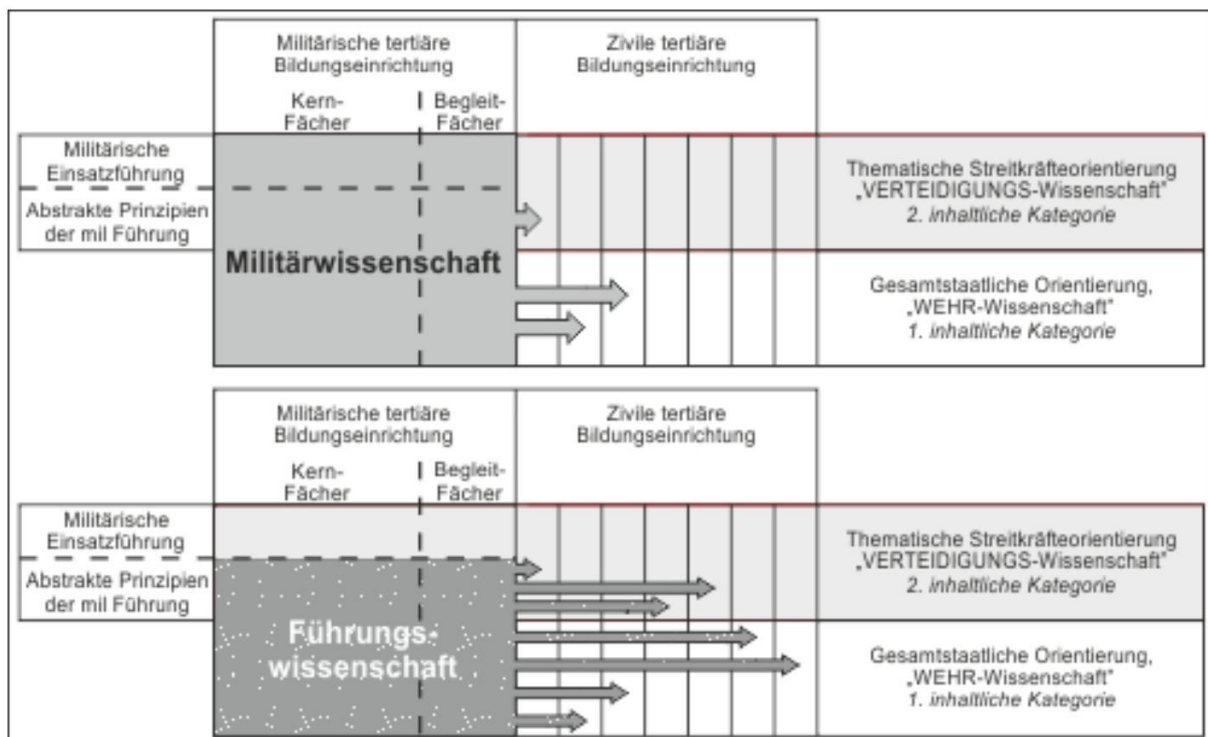 Militärische tertiäre
Bildungseinrichtung
Zivile tertiäre
Bildungseinrichtung
Kern-
Fächer
Begleit-
Fächer
Militärische
Einsatzführung
Abstrakte Prinzipien
der mil Führung
Militärwissenschaft
Thematische Streitkräfteorientierung
„VERTEIDIGUNGS-Wissenschaft"
2. inhaltliche Kategorie
Gesamtstaatliche Orientierung,
„WEHR-Wissenschaft"
1. inhaltliche Kategorie
Militärische tertiäre
Bildungseinrichtung
Zivile tertiäre
Bildungseinrichtung
Kern-
Fächer
Begleit-
Fächer
Militärische
Einsatzführung
Abstrakte Prinzipien
der mil Führung
Führungs-
wissenschaft
Thematische Streitkräfteorientierung
„VERTEIDIGUNGS-Wissenschaft"
2. inhaltliche Kategorie
Gesamtstaatliche Orientierung,
„WEHR-Wissenschaft"
1. inhaltliche Kategorie